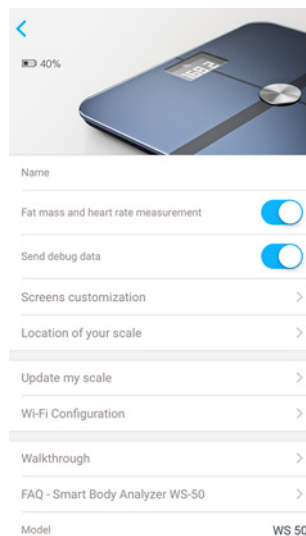 40%
Name
Fat mass and heart rate measurement
Send debug data
Screens customization
Location of your scale
Update my scale
Wi-Fi Configuration
Walkthrough
FAQ - Smart Body Analyzer WS-50
Model WS 50